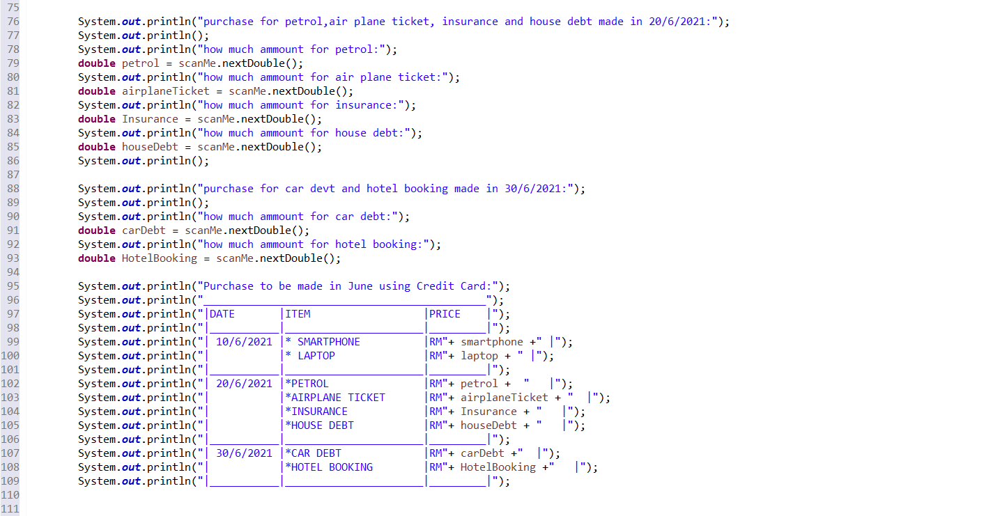 75
76 System.out.println("purchase for petrol,air plane ticket, insurance and house debt made in 20/6/2021:");
77 System.out.println();
78 System.out.println("how much ammount for petrol:");
79 double petrol = scanMe.nextDouble();
80 System.out.println("how much ammount for air plane ticket:");
81 double airplaneTicket = scanMe.nextDouble();
82 System.out.println("how much ammount for insurance:");
83 double Insurance = scanMe.nextDouble();
84 System.out.println("how much ammount for house debt:");
85 double houseDebt = scanMe.nextDouble();
86 System.out.println();
87
88 System.out.println("purchase for car devt and hotel booking made in 30/6/2021:");
89 System.out.println();
90 System.out.println("how much ammount for car debt:");
91 double carDebt = scanMe.nextDouble();
92 System.out.println("how much ammount for hotel booking:");
93 double HotelBooking = scanMe.nextDouble();
94
95 System.out.println("Purchase to be made in June using Credit Card:");
96 System.out.println("_____________________________________________");
97 System.out.println("|DATE       |ITEM                  |PRICE    |");
98 System.out.println("|___________|______________________|_________|");
99 System.out.println("| 10/6/2021 |* SMARTPHONE          |RM"+ smartphone +" |");
100 System.out.println("|           |* LAPTOP              |RM"+ laptop + " |");
101 System.out.println("|___________|______________________|_________|");
102 System.out.println("| 20/6/2021 |*PETROL               |RM"+ petrol +  "   |");
103 System.out.println("|           |*AIRPLANE TICKET      |RM"+ airplaneTicket + "  |");
104 System.out.println("|           |*INSURANCE            |RM"+ Insurance + "   |");
105 System.out.println("|           |*HOUSE DEBT           |RM"+ houseDebt + "   |");
106 System.out.println("|___________|______________________|_________|");
107 System.out.println("| 30/6/2021 |*CAR DEBT             |RM"+ carDebt +"  |");
108 System.out.println("|           |*HOTEL BOOKING        |RM"+ HotelBooking +"   |");
109 System.out.println("|___________|______________________|_________|");
110
111